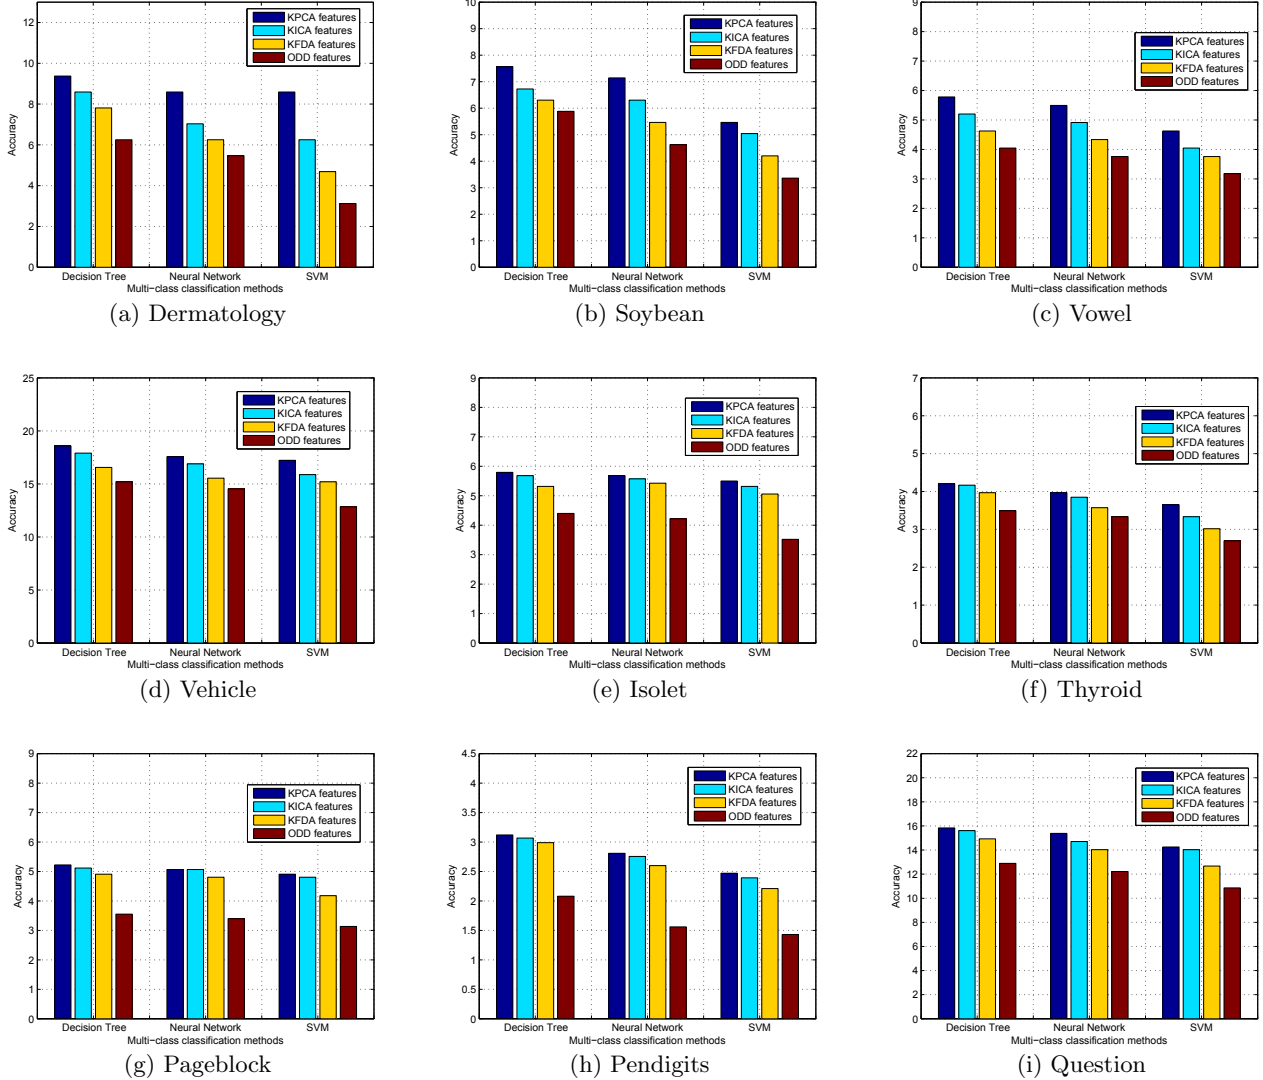 12
10
8
6
4
2
0
Accuracy
KPCA features
KICA features
KFDA features
ODD features
Decision Tree Neural Network SVM
Multi−class classification methods
(a) Dermatology
10
9
8
7
6
5
4
3
2
1
0
Accuracy
KPCA features
KICA features
KFDA features
ODD features
Decision Tree Neural Network SVM
Multi−class classification methods
(b) Soybean
9
8
7
6
5
4
3
2
1
0
Accuracy
KPCA features
KICA features
KFDA features
ODD features
Decision Tree Neural Network SVM
Multi−class classification methods
(c) Vowel
25
20
15
10
5
0
Accuracy
KPCA features
KICA features
KFDA features
ODD features
Decision Tree Neural Network SVM
Multi−class classification methods
(d) Vehicle
9
8
7
6
5
4
3
2
1
0
Accuracy
KPCA features
KICA features
KFDA features
ODD features
Decision Tree Neural Network SVM
Multi−class classification methods
(e) Isolet
7
6
5
4
3
2
1
0
Accuracy
KPCA features
KICA features
KFDA features
ODD features
Decision Tree Neural Network SVM
Multi−class classification methods
(f) Thyroid
9
8
7
6
5
4
3
2
1
0
Accuracy
KPCA features
KICA features
KFDA features
ODD features
Decision Tree Neural Network SVM
Multi−class classification methods
(g) Pageblock
4.5
4
3.5
3
2.5
2
1.5
1
0.5
0
Accuracy
KPCA features
KICA features
KFDA features
ODD features
Decision Tree Neural Network SVM
Multi−class classification methods
(h) Pendigits
22
20
18
16
14
12
10
8
6
4
2
0
Accuracy
KPCA features
KICA features
KFDA features
ODD features
Decision Tree Neural Network SVM
Multi−class classification methods
(i) Question